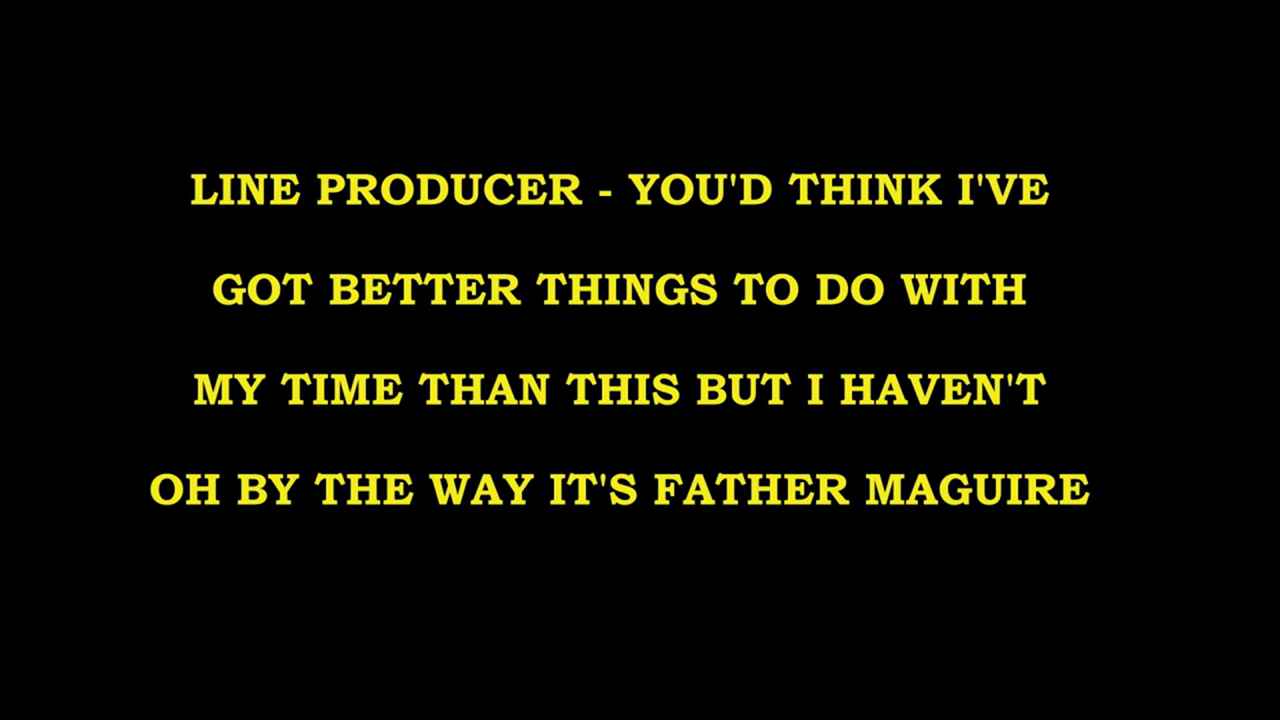 LINE PRODUCER - YOU'D THINK I'VE
GOT BETTER THINGS TO DO WITH
MY TIME THAN THIS BUT I HAVEN'T
OH BY THE WAY IT'S FATHER MAGUIRE